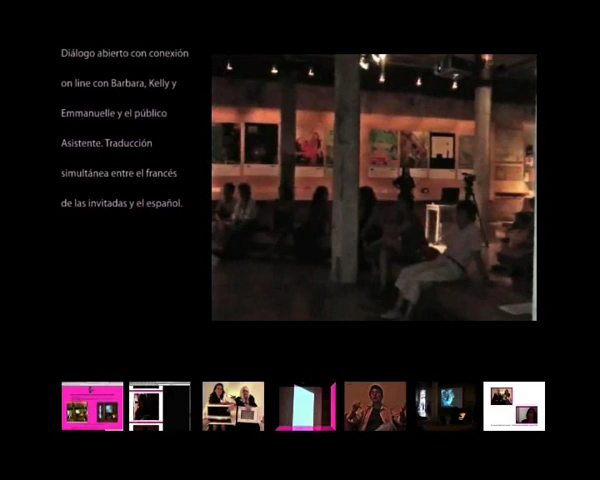 Diálogo abierto con conexión
on line con Barbara, Kelly y
Emmanuelle y el público
Asistente. Traducción
simultánea entre el francés
de las invitadas y el español.